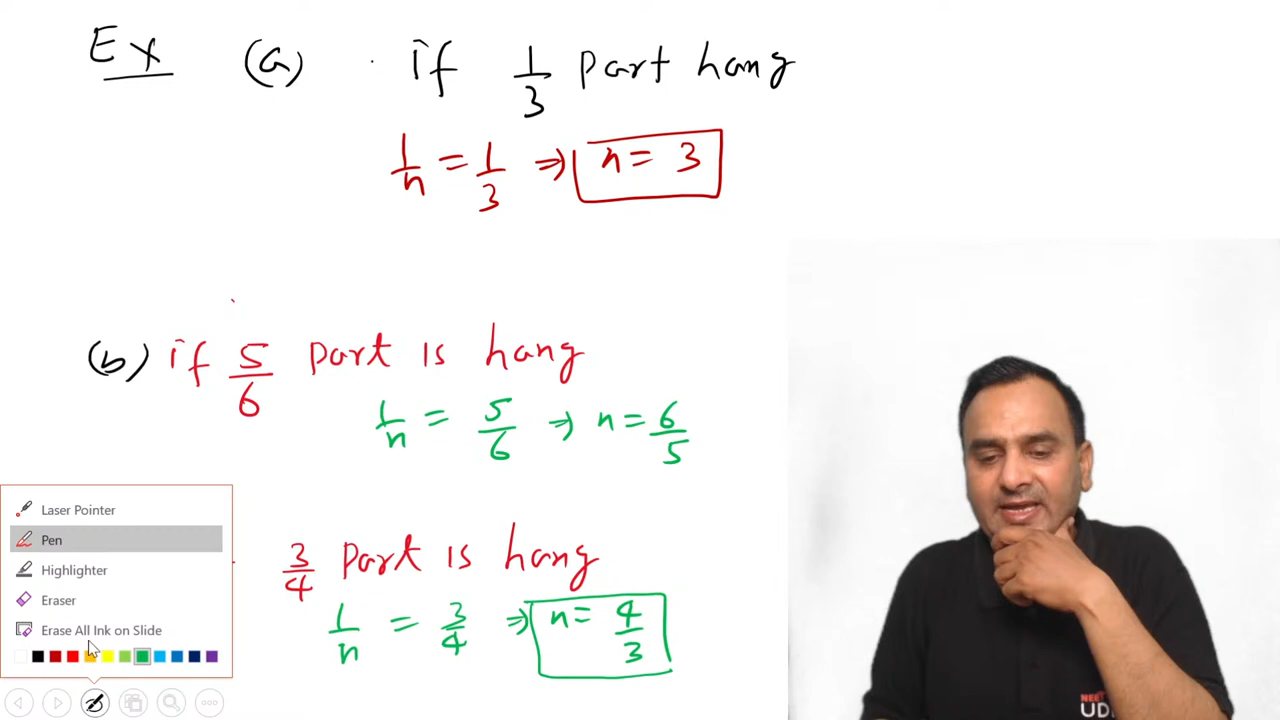 Ex (a) if 1/3 part hang
1/n = 1/3 ⇒ n = 3
(b) if 5/6 part is hang
1/n = 5/6 ⇒ n = 6/5
3/4 part is hang
1/n = 3/4 ⇒ n = 4/3
Laser Pointer
Pen
Highlighter
Eraser
Erase All Ink on Slide
NEET
UD